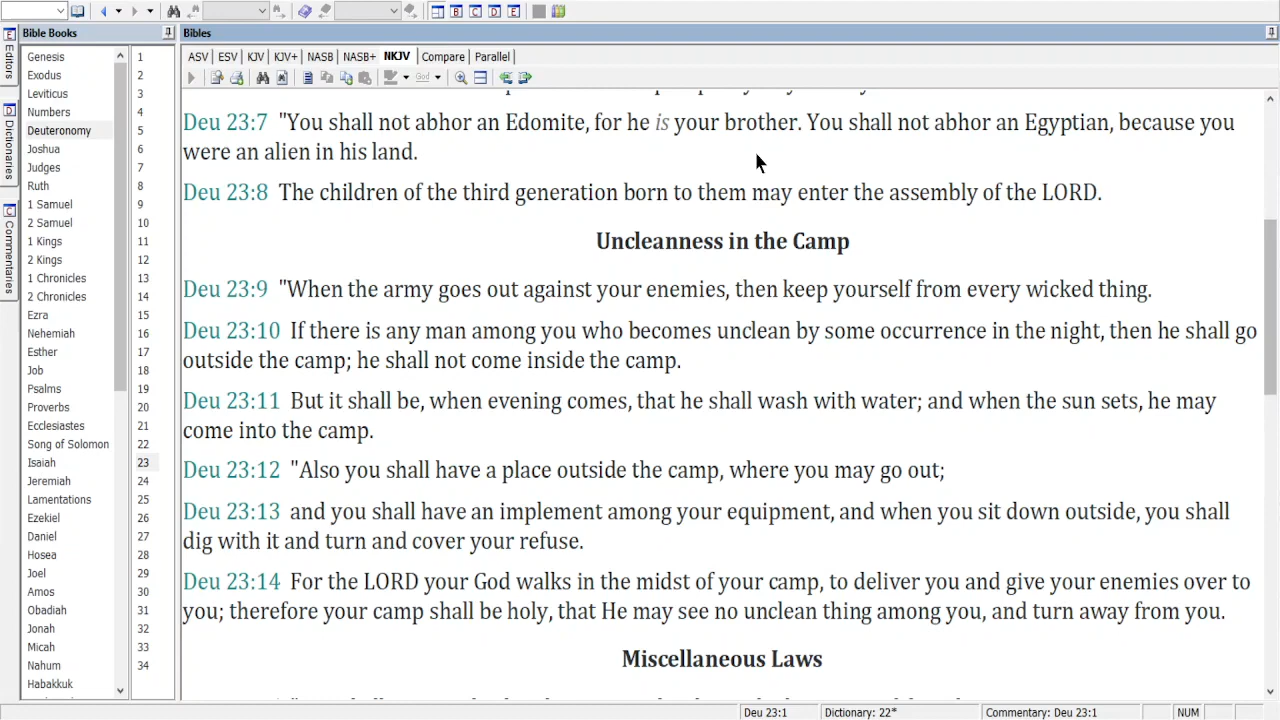 Bible Books
Bibles
Editors
Dictionaries
Commentaries
Genesis
Exodus
Leviticus
Numbers
Deuteronomy
Joshua
Judges
Ruth
1 Samuel
2 Samuel
1 Kings
2 Kings
1 Chronicles
2 Chronicles
Ezra
Nehemiah
Esther
Job
Psalms
Proverbs
Ecclesiastes
Song of Solomon
Isaiah
Jeremiah
Lamentations
Ezekiel
Daniel
Hosea
Joel
Amos
Obadiah
Jonah
Micah
Nahum
Habakkuk
1
2
3
4
5
6
7
8
9
10
11
12
13
14
15
16
17
18
19
20
21
22
23
24
25
26
27
28
29
30
31
32
33
34
ASV ESV KJV KJV+ NASB NASB+ NKJV Compare Parallel
God
Deu 23:7 "You shall not abhor an Edomite, for he is your brother. You shall not abhor an Egyptian, because you
were an alien in his land.
Deu 23:8 The children of the third generation born to them may enter the assembly of the LORD.
Uncleanness in the Camp
Deu 23:9 "When the army goes out against your enemies, then keep yourself from every wicked thing.
Deu 23:10 If there is any man among you who becomes unclean by some occurrence in the night, then he shall go
outside the camp; he shall not come inside the camp.
Deu 23:11 But it shall be, when evening comes, that he shall wash with water; and when the sun sets, he may
come into the camp.
Deu 23:12 "Also you shall have a place outside the camp, where you may go out;
Deu 23:13 and you shall have an implement among your equipment, and when you sit down outside, you shall
dig with it and turn and cover your refuse.
Deu 23:14 For the LORD your God walks in the midst of your camp, to deliver you and give your enemies over to
you; therefore your camp shall be holy, that He may see no unclean thing among you, and turn away from you.
Miscellaneous Laws
Deu 23:1 Dictionary: 22* Commentary: Deu 23:1 NUM